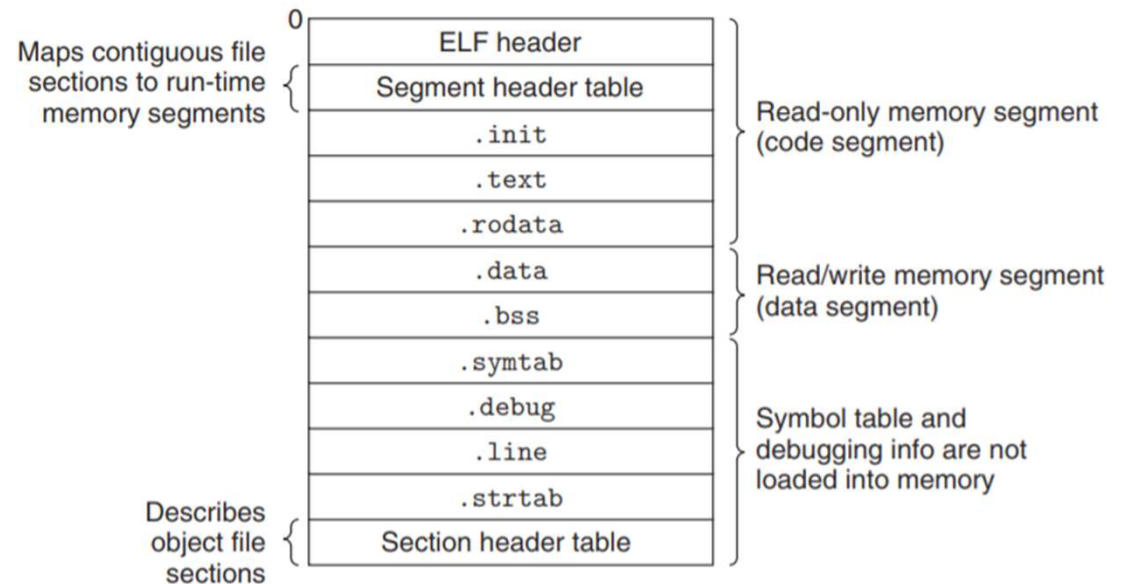 0
Maps contiguous file
sections to run-time
memory segments
ELF header
Segment header table
.init
.text
.rodata
.data
.bss
.symtab
.debug
.line
.strtab
Section header table
Describes
object file
sections
Read-only memory segment
(code segment)
Read/write memory segment
(data segment)
Symbol table and
debugging info are not
loaded into memory